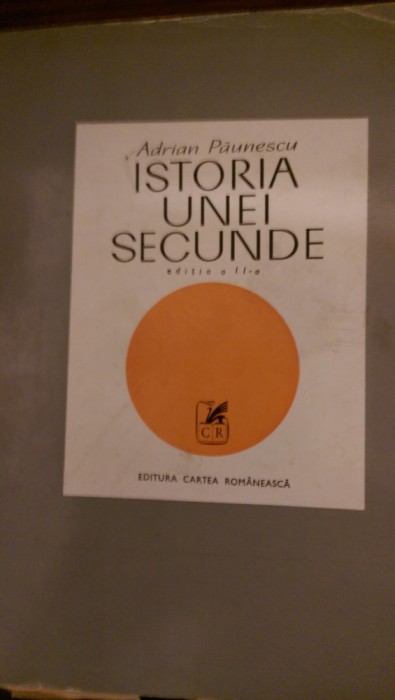 Adrian Păunescu
ISTORIA
UNEI
SECUNDE
ediția a II-a
CR
EDITURA CARTEA ROMÂNEASCĂ